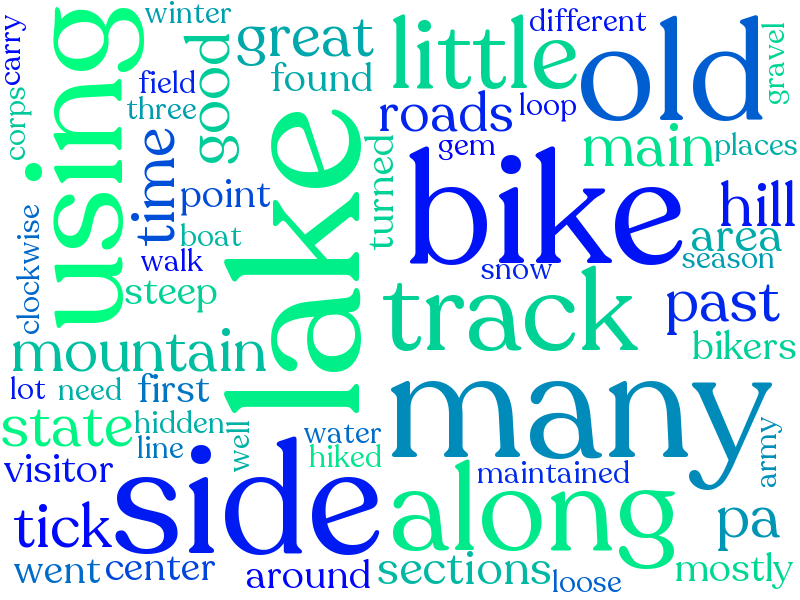 carry
winter
using
great
good
found
field
three
corps
time
little
different
old
gravel
roads
loop
gem
main
places
turned
lake
bike
hill
area
season
snow
point
boat
walk
steep
clockwise
track
past
bikers
mountain
lot
need
first
many
state
hidden
line
well
water
hiked
visitor
side
maintained
army
tick
along
pa
went
center
around
sections
loose
mostly